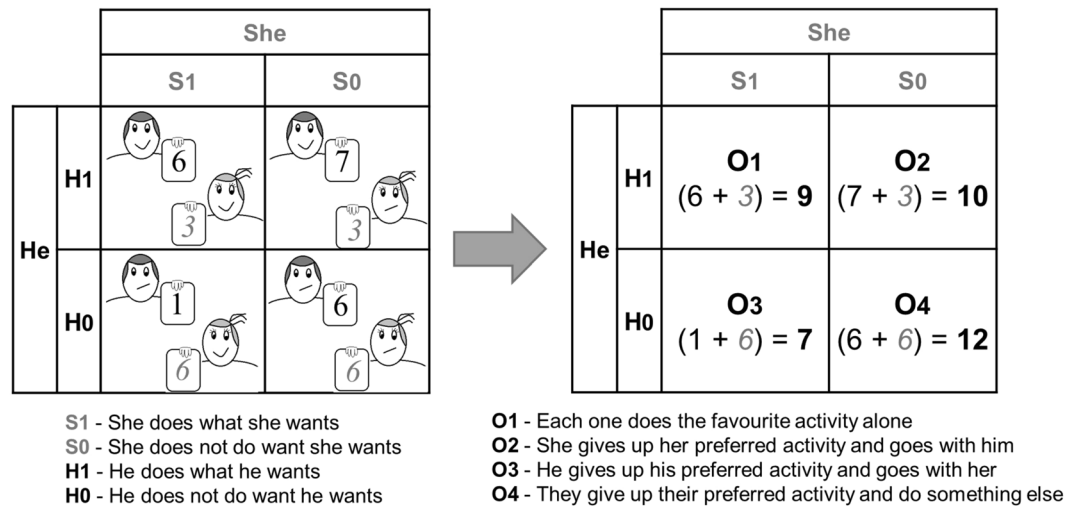 She
She
S1
S0
S1
S0
He
H1
6
3
7
3
He
H1
O1
(6 + 3) = 9
O2
(7 + 3) = 10
H0
1
6
6
6
H0
O3
(1 + 6) = 7
O4
(6 + 6) = 12
S1 - She does what she wants
S0 - She does not do want she wants
H1 - He does what he wants
H0 - He does not do want he wants
O1 - Each one does the favourite activity alone
O2 - She gives up her preferred activity and goes with him
O3 - He gives up his preferred activity and goes with her
O4 - They give up their preferred activity and do something else